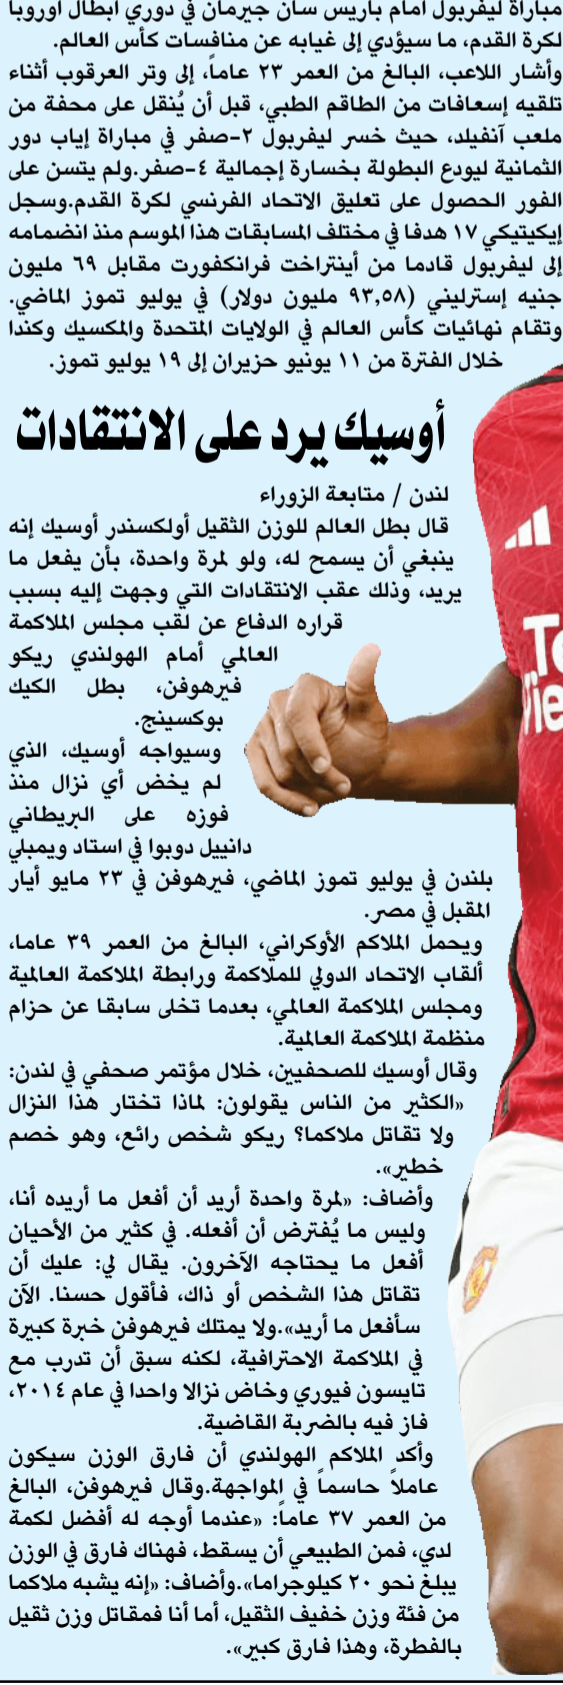 مباراة ليفربول أمام باريس سان جيرمان في دوري أبطال أوروبا
لكرة القدم، ما سيؤدي إلى غيابه عن منافسات كأس العالم.
وأشار اللاعب، البالغ من العمر ٢٣ عاماً، إلى وتر العرقوب أثناء
تلقيه إسعافات من الطاقم الطبي، قبل أن يُنقل على محفة من
ملعب آنفيلد، حيث خسر ليفربول ٢-صفر في مباراة إياب دور
الثمانية ليودع البطولة بخسارة إجمالية ٤-صفر.ولم يتسن على
الفور الحصول على تعليق الاتحاد الفرنسي لكرة القدم.وسجل
إيكيتيكي ١٧ هدفا في مختلف المسابقات هذا الموسم منذ انضمامه
إلى ليفربول قادما من أينتراخت فرانكفورت مقابل ٦٩ مليون
جنيه إسترليني (٩٣,٥٨ مليون دولار) في يوليو تموز الماضي.
وتقام نهائيات كأس العالم في الولايات المتحدة والمكسيك وكندا
خلال الفترة من ١١ يونيو حزيران إلى ١٩ يوليو تموز.
أوسيك يرد على الانتقادات
لندن / متابعة الزوراء
قال بطل العالم للوزن الثقيل أولكسندر أوسيك إنه
ينبغي أن يسمح له، ولو لمرة واحدة، بأن يفعل ما
يريد، وذلك عقب الانتقادات التي وجهت إليه بسبب
قراره الدفاع عن لقب مجلس الملاكمة
العالمي أمام الهولندي ريكو
فيرهوفن، بطل الكيك
بوكسينج.
وسيواجه أوسيك، الذي
لم يخض أي نزال منذ
فوزه على البريطاني
دانييل دوبوا في استاد ويمبلي
بلندن في يوليو تموز الماضي، فيرهوفن في ٢٣ مايو أيار
المقبل في مصر.
ويحمل الملاكم الأوكراني، البالغ من العمر ٣٩ عاما،
ألقاب الاتحاد الدولي للملاكمة ورابطة الملاكمة العالمية
ومجلس الملاكمة العالمي، بعدما تخلى سابقا عن حزام
منظمة الملاكمة العالمية.
وقال أوسيك للصحفيين، خلال مؤتمر صحفي في لندن:
«الكثير من الناس يقولون: لماذا تختار هذا النزال
ولا تقاتل ملاكما؟ ريكو شخص رائع، وهو خصم
خطير».
وأضاف: «لمرة واحدة أريد أن أفعل ما أريده أنا،
وليس ما يُفترض أن أفعله. في كثير من الأحيان
أفعل ما يحتاجه الآخرون. يقال لي: عليك أن
تقاتل هذا الشخص أو ذاك، فأقول حسنا. الآن
سأفعل ما أريد».ولا يمتلك فيرهوفن خبرة كبيرة
في الملاكمة الاحترافية، لكنه سبق أن تدرب مع
تايسون فيوري وخاض نزالا واحدا في عام ٢٠١٤،
فاز فيه بالضربة القاضية.
وأكد الملاكم الهولندي أن فارق الوزن سيكون
عاملاً حاسماً في المواجهة.وقال فيرهوفن، البالغ
من العمر ٣٧ عاماً: «عندما أوجه له أفضل لكمة
لدي، فمن الطبيعي أن يسقط، فهناك فارق في الوزن
يبلغ نحو ٢٠ كيلوجراما».وأضاف: «إنه يشبه ملاكما
من فئة وزن خفيف الثقيل، أما أنا فمقاتل وزن ثقيل
بالفطرة، وهذا فارق كبير».